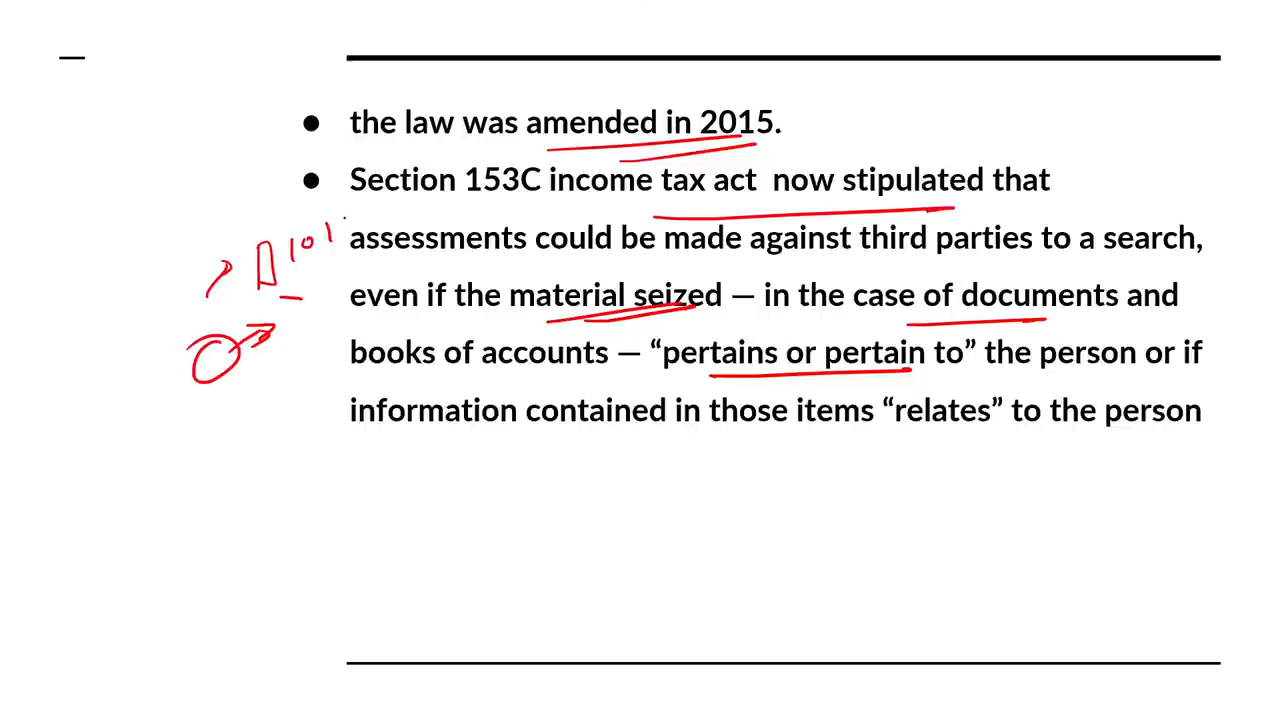 ● the law was amended in 2015.
● Section 153C income tax act  now stipulated that
assessments could be made against third parties to a search,
even if the material seized — in the case of documents and
books of accounts — “pertains or pertain to” the person or if
information contained in those items “relates” to the person